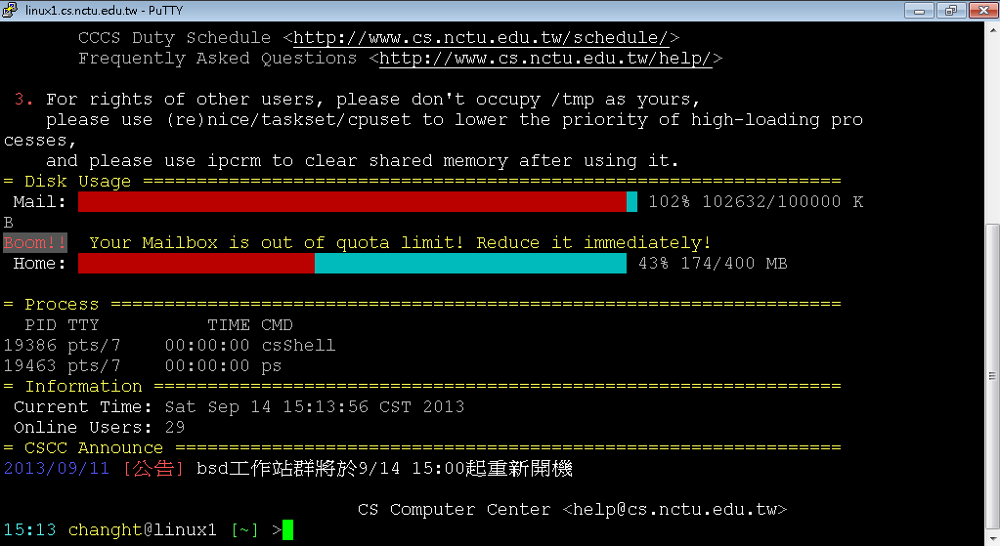 linux1.cs.nctu.edu.tw - PuTTY
CCCS Duty Schedule <http://www.cs.nctu.edu.tw/schedule/>
Frequently Asked Questions <http://www.cs.nctu.edu.tw/help/>
3. For rights of other users, please don't occupy /tmp as yours,
please use (re)nice/taskset/cpuset to lower the priority of high-loading pro
cesses,
and please use ipcrm to clear shared memory after using it.
= Disk Usage =================================================================
Mail: 102% 102632/100000 K
B
Boom!! Your Mailbox is out of quota limit! Reduce it immediately!
Home: 43% 174/400 MB
= Process ====================================================================
PID TTY TIME CMD
19386 pts/7 00:00:00 csShell
19463 pts/7 00:00:00 ps
= Information ================================================================
Current Time: Sat Sep 14 15:13:56 CST 2013
Online Users: 29
= CSCC Announce ==============================================================
2013/09/11 [公告] bsd工作站群將於9/14 15:00起重新開機
CS Computer Center <help@cs.nctu.edu.tw>
15:13 changht@linux1 [~] >